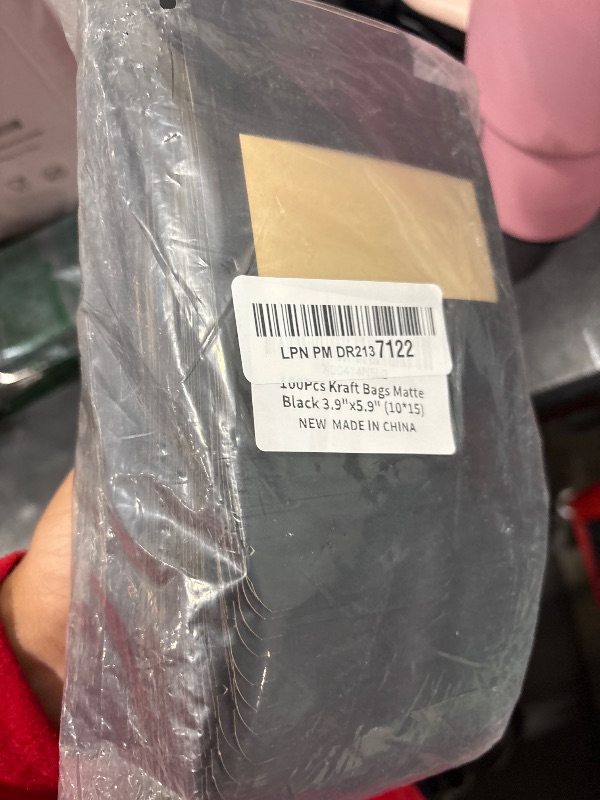 LPN PM DR2137122
100Pcs Kraft Bags Matte
Black 3.9"x5.9" (10*15)
NEW MADE IN CHINA